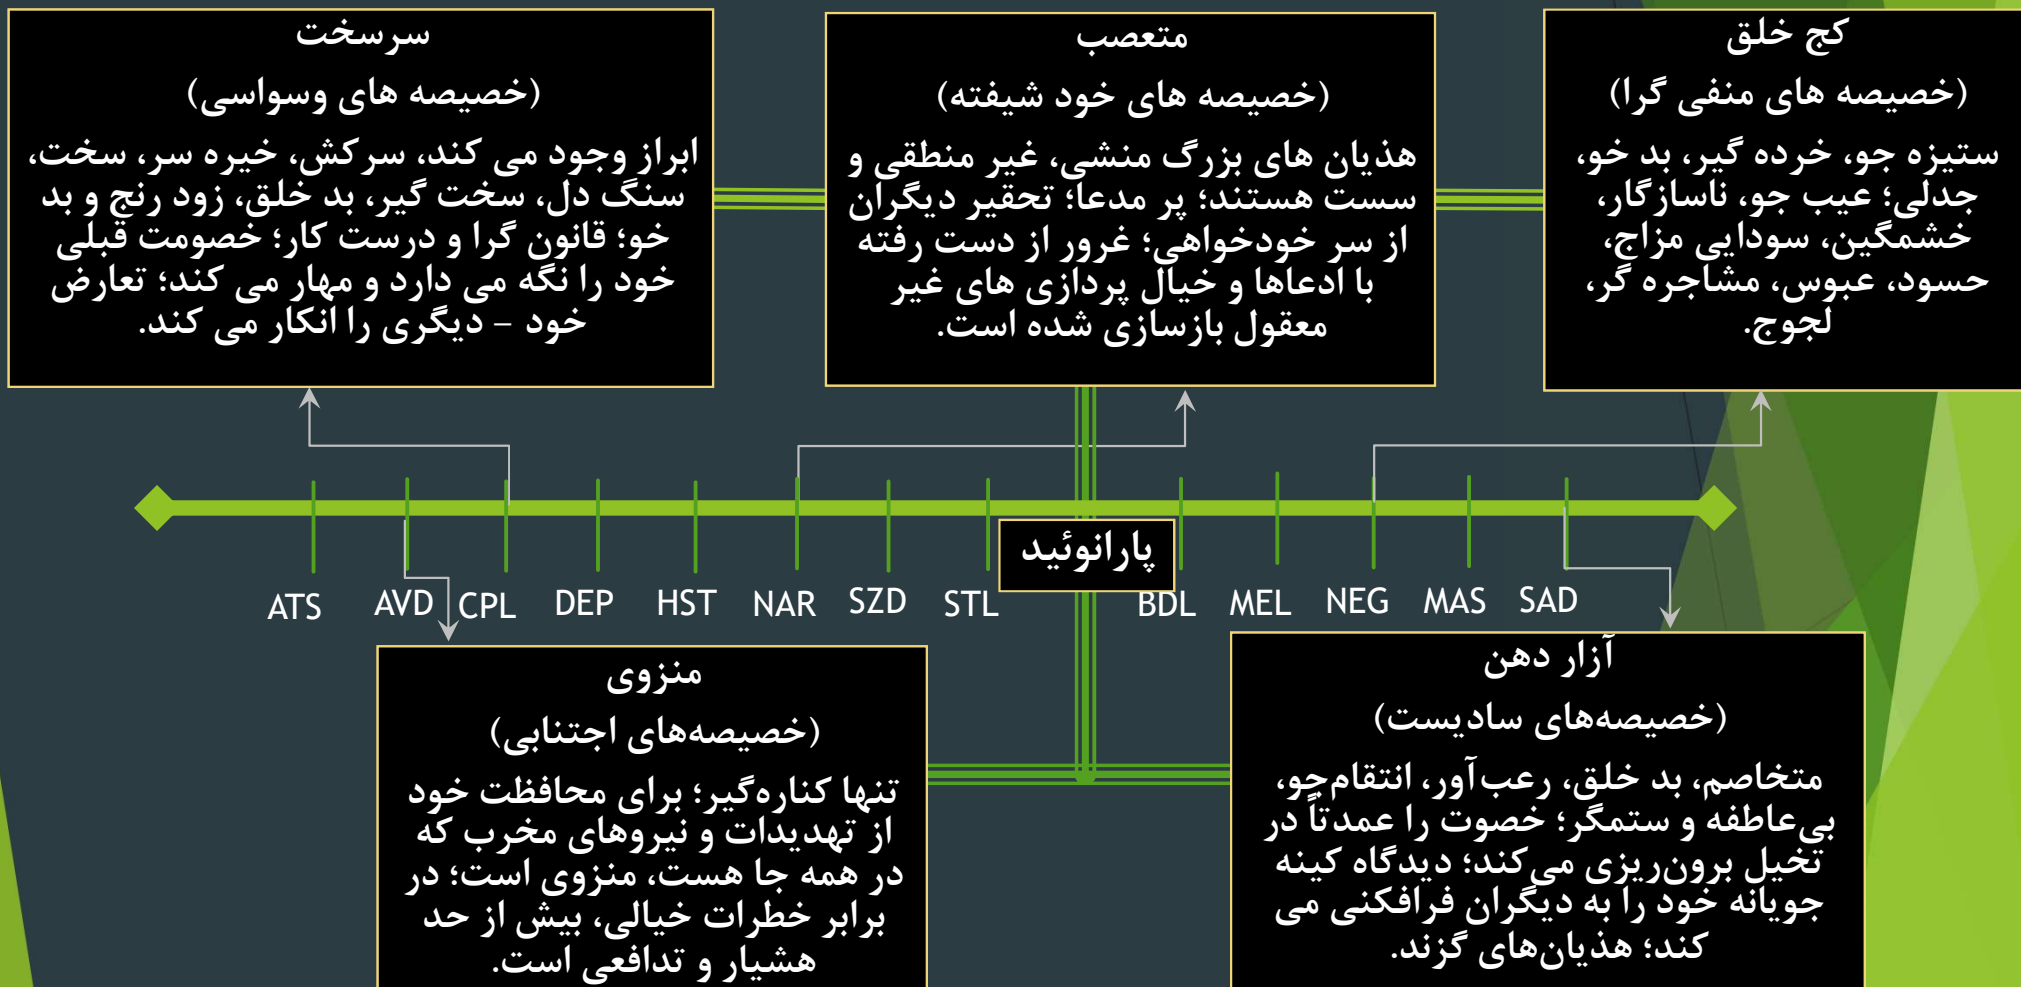 کج خلق
(خصیصه های منفی گرا)
ستیزه جو، خرده گیر، بد خو،
جدلی؛ عیب جو، ناسازگار،
خشمگین، سودایی مزاج،
حسود، عبوس، مشاجره گر،
لجوج.
متعصب
(خصیصه های خود شیفته)
هذیان های بزرگ منشی، غیر منطقی و
سست هستند؛ پر مدعا؛ تحقیر دیگران
از سر خودخواهی؛ غرور از دست رفته
با ادعاها و خیال پردازی های غیر
معقول بازسازی شده است.
سرسخت
(خصیصه های وسواسی)
ابراز وجود می کند، سرکش، خیره سر، سخت،
سنگ دل، سخت گیر، بد خلق، زود رنج و بد
خو؛ قانون گرا و درست کار؛ خصومت قبلی
خود را نگه می دارد و مهار می کند؛ تعارض
خود – دیگری را انکار می کند.
پارانوئید
ATS AVD CPL DEP HST NAR SZD STL BDL MEL NEG MAS SAD
آزار دهن
(خصیصه‌های سادیست)
متخاصم، بد خلق، رعب‌آور، انتقام‌جو،
بی‌عاطفه و ستمگر؛ خصوت را عمدتاً در
تخیل برون‌ریزی می‌کند؛ دیدگاه کینه
جویانه خود را به دیگران فرافکنی می
کند؛ هذیان‌های گزند.
منزوی
(خصیصه‌های اجتنابی)
تنها کناره‌گیر؛ برای محافظت خود
از تهدیدات و نیروهای مخرب که
در همه جا هست، منزوی است؛ در
برابر خطرات خیالی، بیش از حد
هشیار و تدافعی است.